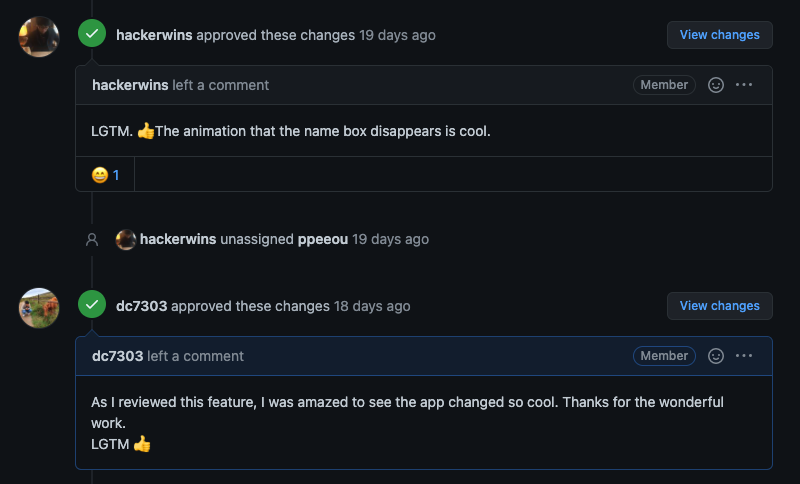 hackerwins approved these changes 19 days ago
View changes
hackerwins left a comment
Member
LGTM. 👍The animation that the name box disappears is cool.
😄 1
hackerwins unassigned ppeeou 19 days ago
dc7303 approved these changes 18 days ago
View changes
dc7303 left a comment
Member
As I reviewed this feature, I was amazed to see the app changed so cool. Thanks for the wonderful
work.
LGTM 👍